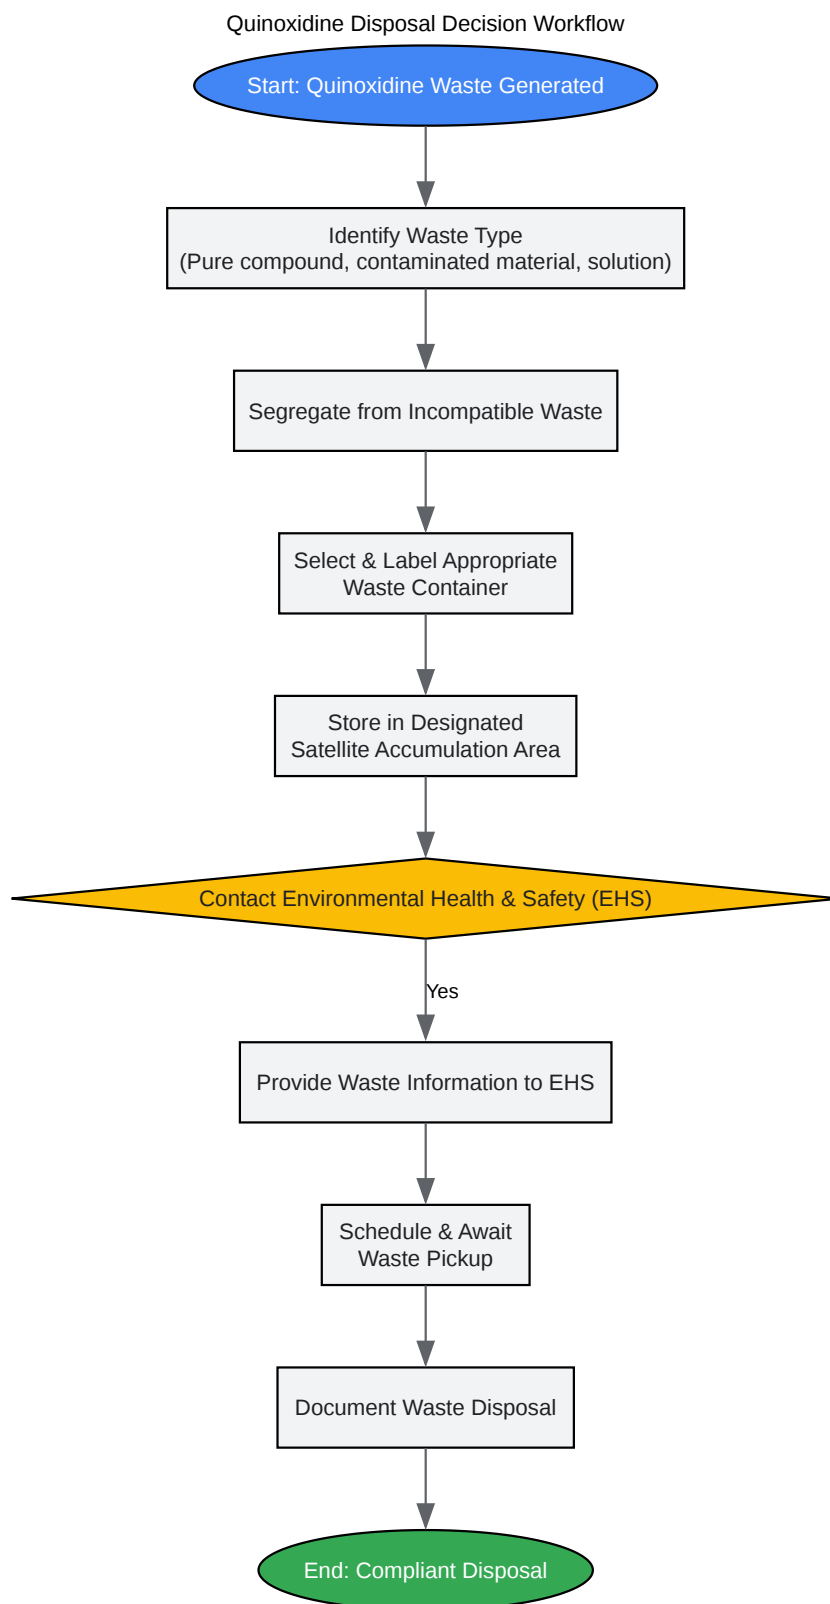 Quinoxidine Disposal Decision Workflow
Start: Quinoxidine Waste Generated
Identify Waste Type
(Pure compound, contaminated material, solution)
Segregate from Incompatible Waste
Select & Label Appropriate
Waste Container
Store in Designated
Satellite Accumulation Area
Contact Environmental Health & Safety (EHS)
Yes
Provide Waste Information to EHS
Schedule & Await
Waste Pickup
Document Waste Disposal
End: Compliant Disposal